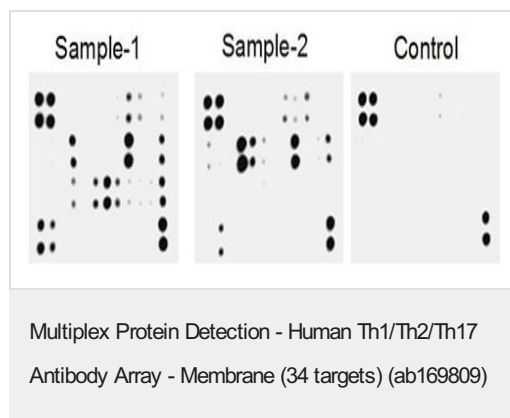 Sample-1
Sample-2
Control
Multiplex Protein Detection - Human Th1/Th2/Th17
Antibody Array - Membrane (34 targets) (ab169809)